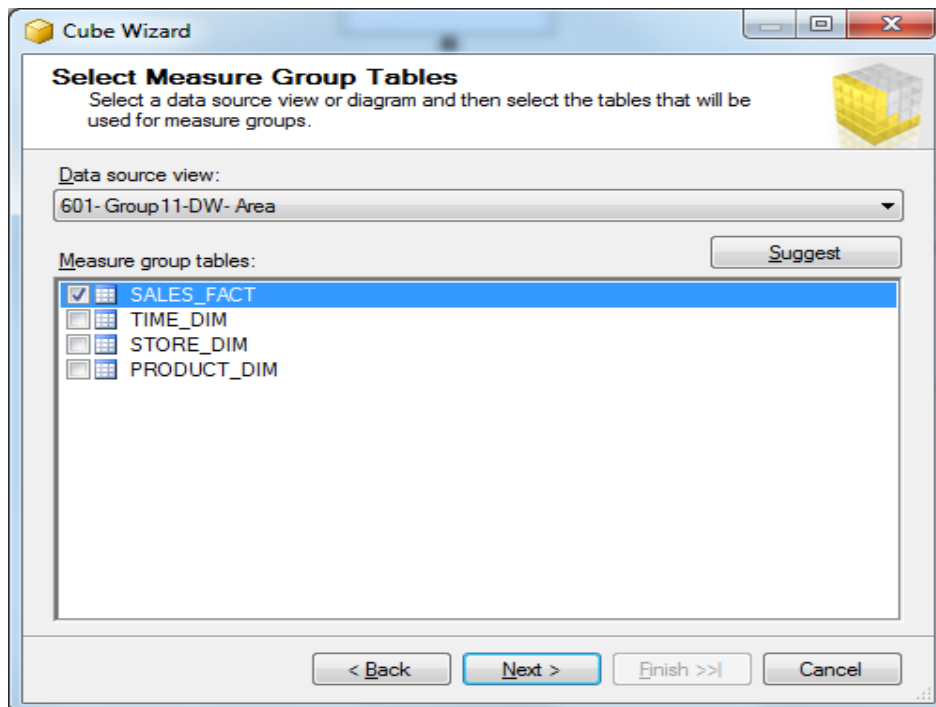 Cube Wizard
Select Measure Group Tables
Select a data source view or diagram and then select the tables that will be
used for measure groups.
Data source view:
601- Group11-DW- Area
Suggest
Measure group tables:
SALES_FACT
TIME_DIM
STORE_DIM
PRODUCT_DIM
< Back Next > Finish >>| Cancel